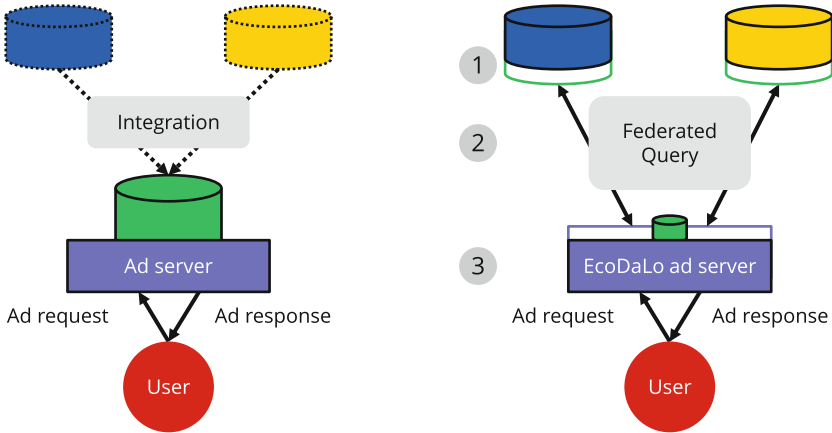 Integration
Ad server
Ad request
Ad response
User
1
2
3
Federated
Query
EcoDaLo ad server
Ad request
Ad response
User